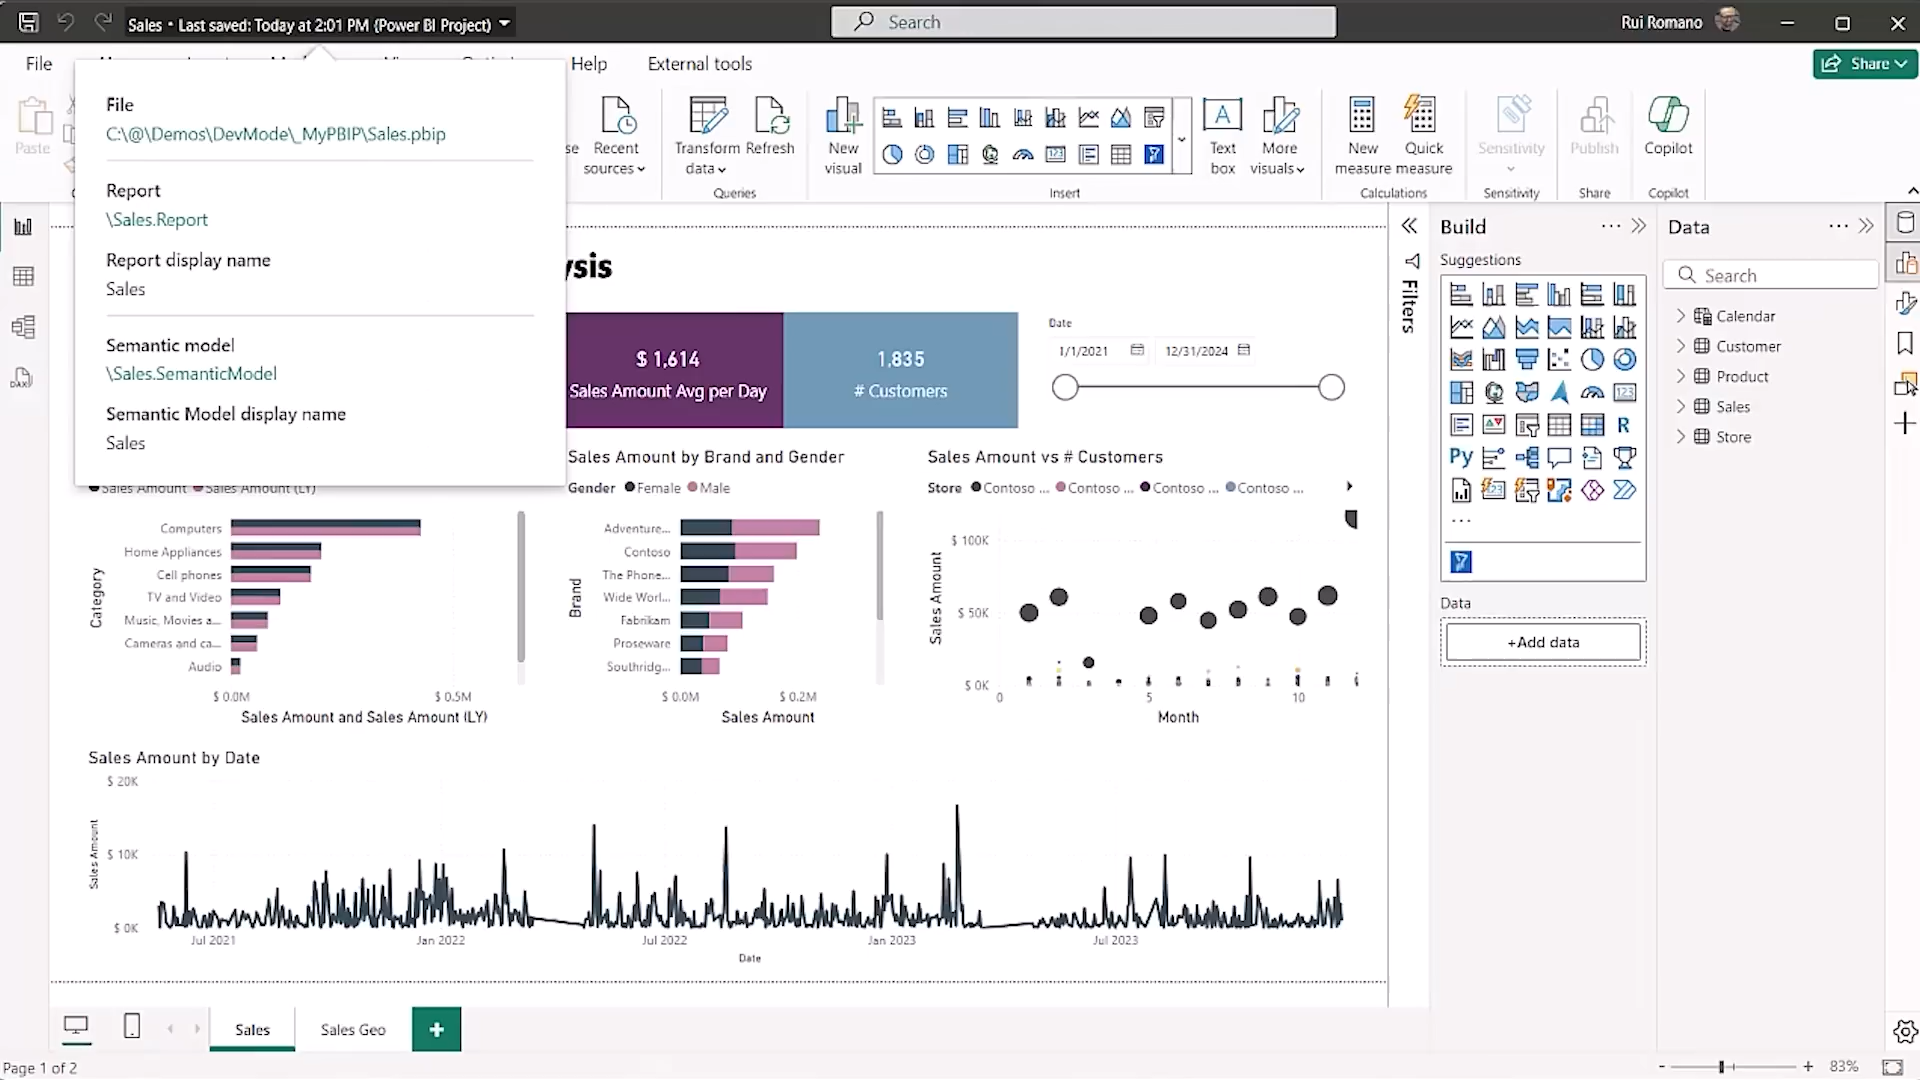 Sales • Last saved: Today at 2:01 PM (Power BI Project)
Search
Rui Romano
File
Help
External tools
Share
Paste
Recent
sources
Transform
data
Refresh
Queries
New
visual
Insert
Text
box
More
visuals
New
measure
Quick
measure
Calculations
Sensitivity
Sensitivity
Publish
Share
Copilot
Copilot
File
C:\@\Demos\DevMode\_MyPBIP\Sales.pbip
Report
\Sales.Report
Report display name
Sales
Semantic model
\Sales.SemanticModel
Semantic Model display name
Sales
$ 1,614
Sales Amount Avg per Day
1,835
# Customers
Date
1/1/2021
12/31/2024
Sales Amount
Sales Amount (LY)
Category
Computers
Home Appliances
Cell phones
TV and Video
Music, Movies a...
Cameras and ca...
Audio
$ 0.0M
$ 0.5M
Sales Amount and Sales Amount (LY)
Sales Amount by Brand and Gender
Gender Female Male
Brand
Adventure...
Contoso
The Phone...
Wide Worl...
Fabrikam
Proseware
Southridg...
$ 0.0M
$ 0.2M
Sales Amount
Sales Amount vs # Customers
Store Contoso ... Contoso ... Contoso ... Contoso ...
Sales Amount
$ 100K
$ 50K
$ 0K
0
5
10
Month
Sales Amount by Date
Sales Amount
$ 20K
$ 10K
$ 0K
Jul 2021
Jan 2022
Jul 2022
Jan 2023
Jul 2023
Date
Filters
Build
Suggestions
R
Py
...
Data
+Add data
Data
Search
Calendar
Customer
Product
Sales
Store
DAX
Sales
Sales Geo
+
Page 1 of 2
- + 83%